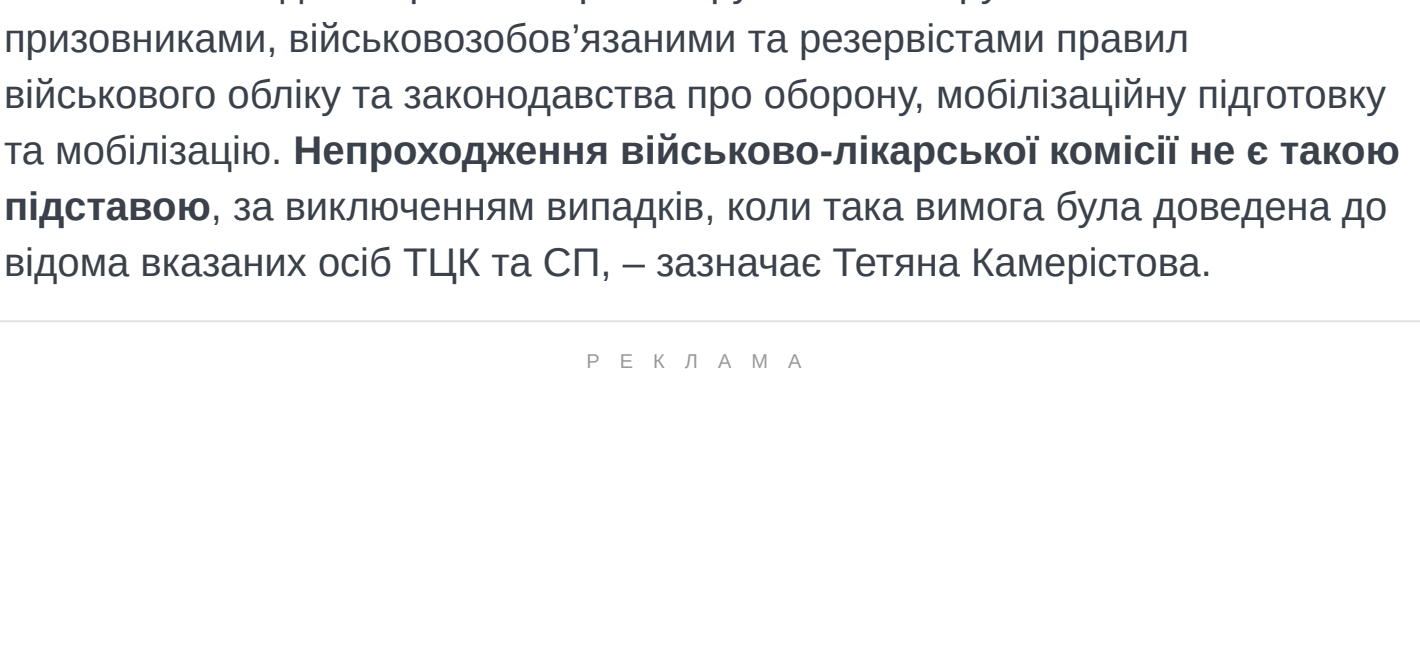 призовниками, військовозобов’язаними та резервістами правил
військового обліку та законодавства про оборону, мобілізаційну підготовку
та мобілізацію. Непроходження військово-лікарської комісії не є такою
підставою, за виключенням випадків, коли така вимога була доведена до
відома вказаних осіб ТЦК та СП, – зазначає Тетяна Камерістова.
РЕКЛАМА